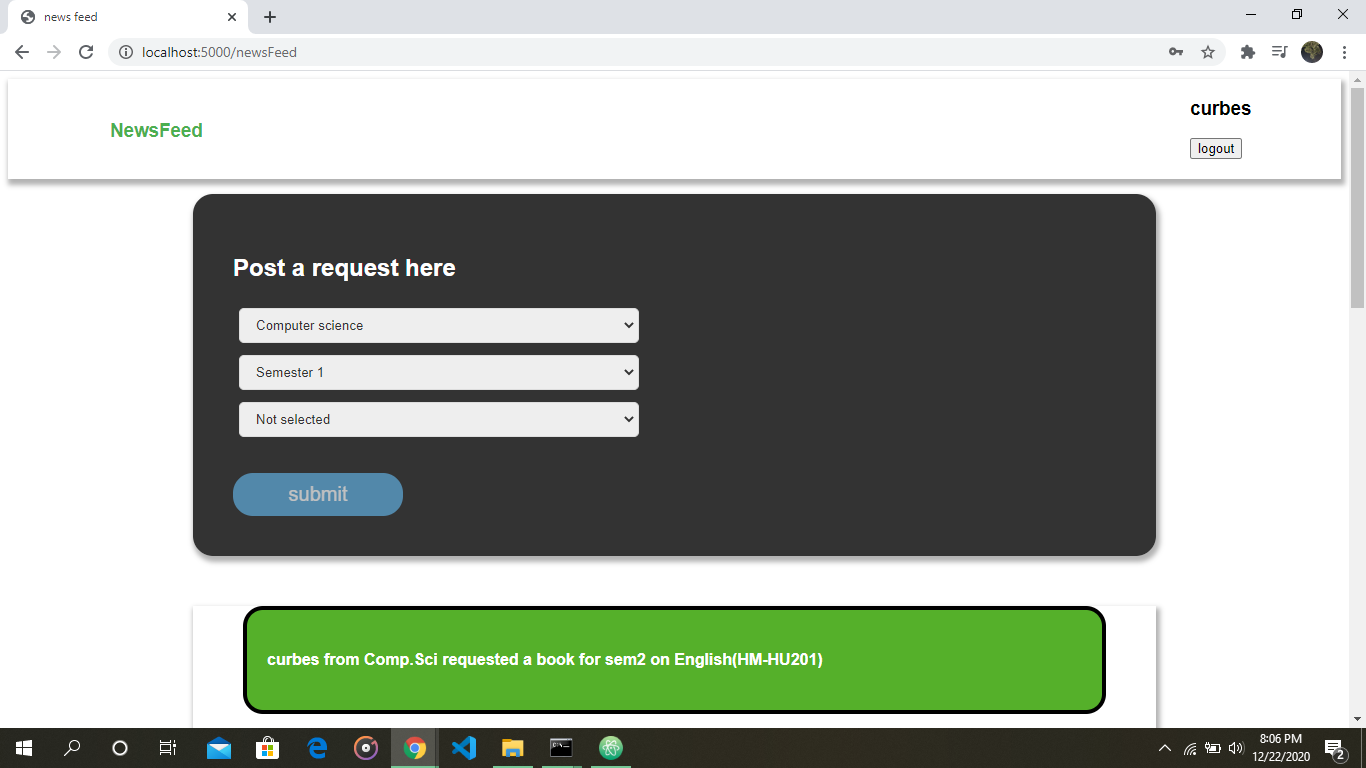 news feed
localhost:5000/newsFeed
NewsFeed
curbes
logout
Post a request here
Computer science
Semester 1
Not selected
submit
curbes from Comp.Sci requested a book for sem2 on English(HM-HU201)
8:06 PM
12/22/2020
2